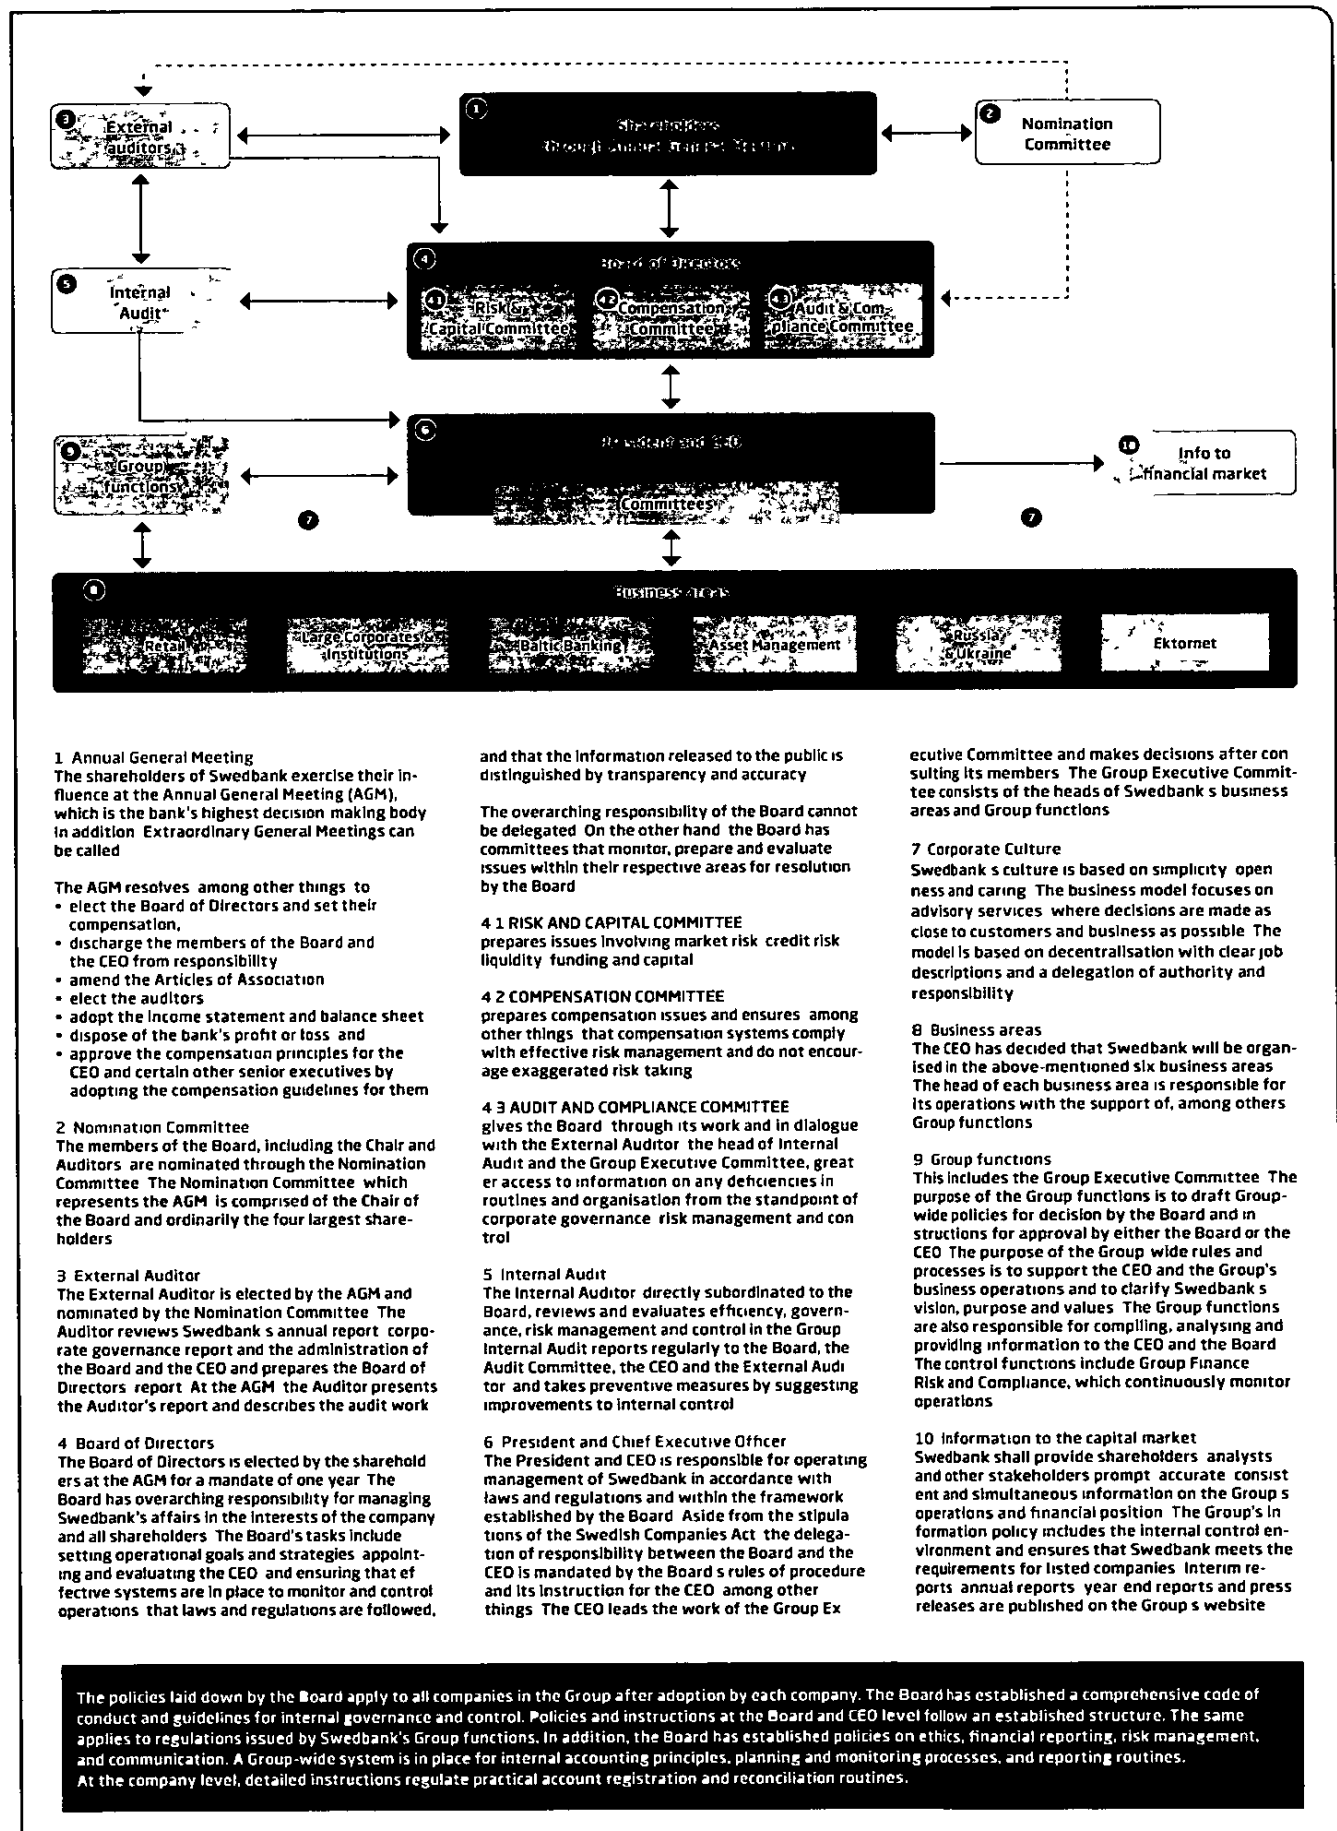 3
External
auditors
1
Shareholders
through Annual General Meeting
2
Nomination
Committee
4
Board of Directors
5
Internal
Audit
4.1
Risk &
Capital Committee
4.2
Compensation
Committee
4.3
Audit & Com-
pliance Committee
6
President and CEO
Committees
9
Group
functions
10
Info to
financial market
7
7
8
Business areas
Retail
Large Corporates &
Institutions
Baltic Banking
Asset Management
Russia
& Ukraine
Ektornet
1 Annual General Meeting
The shareholders of Swedbank exercise their in-
fluence at the Annual General Meeting (AGM),
which is the bank's highest decision making body
In addition Extraordinary General Meetings can
be called
The AGM resolves among other things to
• elect the Board of Directors and set their
compensation,
• discharge the members of the Board and
the CEO from responsibility
• amend the Articles of Association
• elect the auditors
• adopt the income statement and balance sheet
• dispose of the bank's profit or loss and
• approve the compensation principles for the
CEO and certain other senior executives by
adopting the compensation guidelines for them
2 Nomination Committee
The members of the Board, including the Chair and
Auditors are nominated through the Nomination
Committee The Nomination Committee which
represents the AGM is comprised of the Chair of
the Board and ordinarily the four largest share-
holders
3 External Auditor
The External Auditor is elected by the AGM and
nominated by the Nomination Committee The
Auditor reviews Swedbank s annual report corpo-
rate governance report and the administration of
the Board and the CEO and prepares the Board of
Directors report At the AGM the Auditor presents
the Auditor's report and describes the audit work
4 Board of Directors
The Board of Directors is elected by the sharehold
ers at the AGM for a mandate of one year The
Board has overarching responsibility for managing
Swedbank's affairs in the interests of the company
and all shareholders The Board's tasks include
setting operational goals and strategies appoint-
ing and evaluating the CEO and ensuring that ef
fective systems are in place to monitor and control
operations that laws and regulations are followed,
and that the information released to the public is
distinguished by transparency and accuracy
The overarching responsibility of the Board cannot
be delegated On the other hand the Board has
committees that monitor, prepare and evaluate
issues within their respective areas for resolution
by the Board
4 1 RISK AND CAPITAL COMMITTEE
prepares issues involving market risk credit risk
liquidity funding and capital
4 2 COMPENSATION COMMITTEE
prepares compensation issues and ensures among
other things that compensation systems comply
with effective risk management and do not encour-
age exaggerated risk taking
4 3 AUDIT AND COMPLIANCE COMMITTEE
gives the Board through its work and in dialogue
with the External Auditor the head of Internal
Audit and the Group Executive Committee, great
er access to information on any deficiencies in
routines and organisation from the standpoint of
corporate governance risk management and con
trol
5 Internal Audit
The Internal Auditor directly subordinated to the
Board, reviews and evaluates efficiency, govern-
ance, risk management and control in the Group
Internal Audit reports regularly to the Board, the
Audit Committee, the CEO and the External Audi
tor and takes preventive measures by suggesting
improvements to internal control
6 President and Chief Executive Officer
The President and CEO is responsible for operating
management of Swedbank in accordance with
laws and regulations and within the framework
established by the Board Aside from the stipula
tions of the Swedish Companies Act the delega-
tion of responsibility between the Board and the
CEO is mandated by the Board s rules of procedure
and its instruction for the CEO among other
things The CEO leads the work of the Group Ex
ecutive Committee and makes decisions after con
sulting its members The Group Executive Commit-
tee consists of the heads of Swedbank s business
areas and Group functions
7 Corporate Culture
Swedbank s culture is based on simplicity open
ness and caring The business model focuses on
advisory services where decisions are made as
close to customers and business as possible The
model is based on decentralisation with clear job
descriptions and a delegation of authority and
responsibility
8 Business areas
The CEO has decided that Swedbank will be organ-
ised in the above-mentioned six business areas
The head of each business area is responsible for
its operations with the support of, among others
Group functions
9 Group functions
This includes the Group Executive Committee The
purpose of the Group functions is to draft Group-
wide policies for decision by the Board and in
structions for approval by either the Board or the
CEO The purpose of the Group wide rules and
processes is to support the CEO and the Group's
business operations and to clarify Swedbank s
vision, purpose and values The Group functions
are also responsible for compiling, analysing and
providing information to the CEO and the Board
The control functions include Group Finance
Risk and Compliance, which continuously monitor
operations
10 Information to the capital market
Swedbank shall provide shareholders analysts
and other stakeholders prompt accurate consist
ent and simultaneous information on the Group s
operations and financial position The Group's in
formation policy includes the internal control en-
vironment and ensures that Swedbank meets the
requirements for listed companies Interim re-
ports annual reports year end reports and press
releases are published on the Group s website
The policies laid down by the Board apply to all companies in the Group after adoption by each company. The Board has established a comprehensive code of
conduct and guidelines for internal governance and control. Policies and instructions at the Board and CEO level follow an established structure. The same
applies to regulations issued by Swedbank's Group functions. In addition, the Board has established policies on ethics, financial reporting, risk management,
and communication. A Group-wide system is in place for internal accounting principles, planning and monitoring processes, and reporting routines.
At the company level, detailed instructions regulate practical account registration and reconciliation routines.